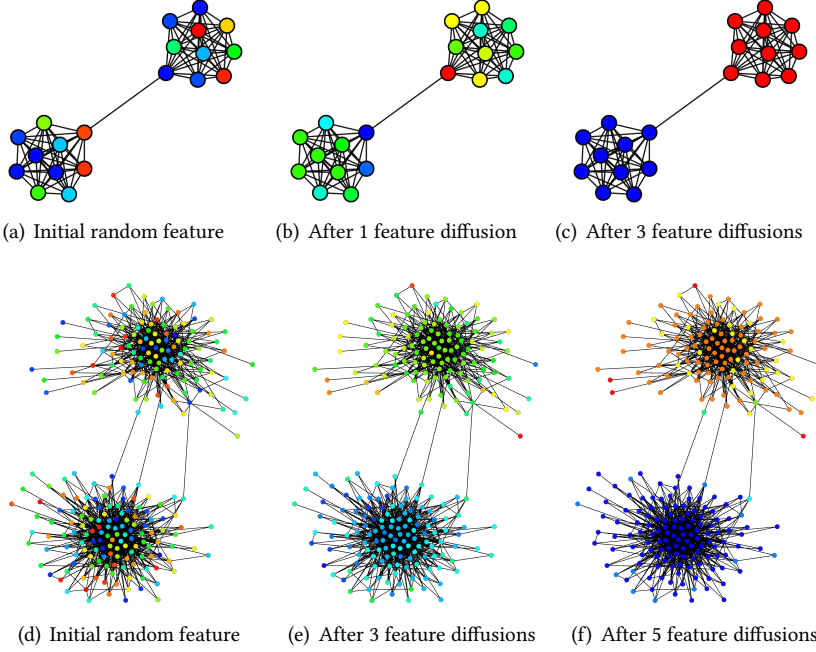 (a) Initial random feature
(b) After 1 feature diffusion
(c) After 3 feature diffusions
(d) Initial random feature
(e) After 3 feature diffusions
(f) After 5 feature diffusions